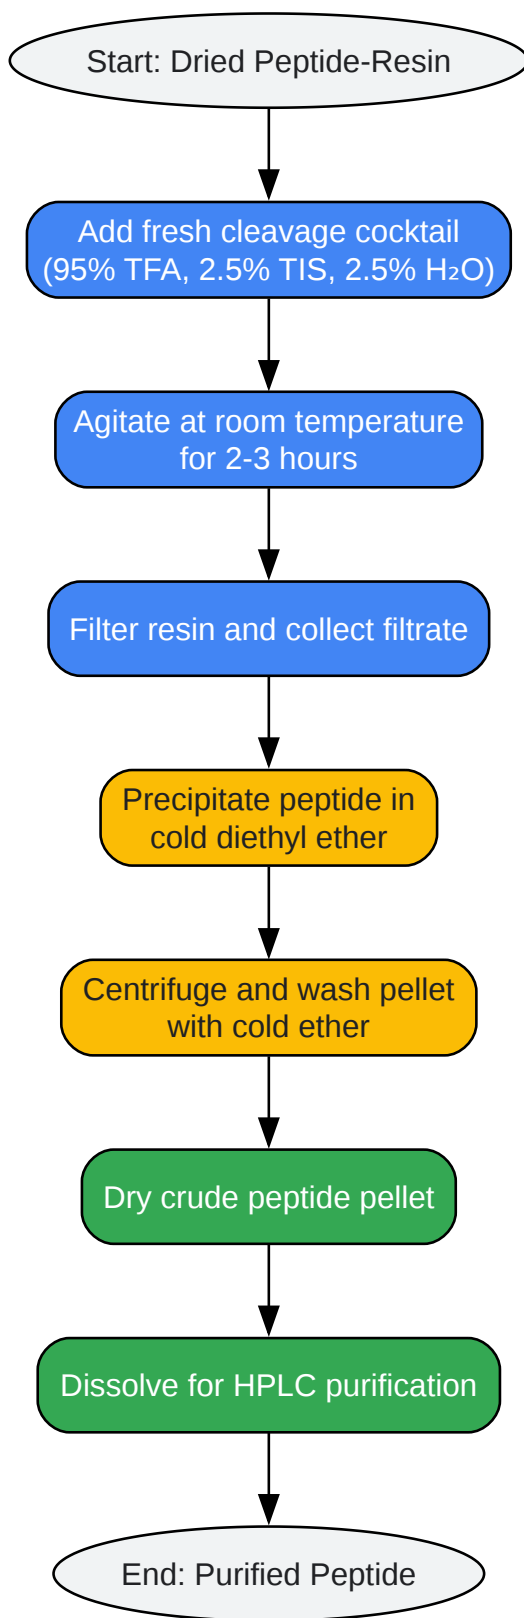 Start: Dried Peptide-Resin
Add fresh cleavage cocktail
(95% TFA, 2.5% TIS, 2.5% H₂O)
Agitate at room temperature
for 2-3 hours
Filter resin and collect filtrate
Precipitate peptide in
cold diethyl ether
Centrifuge and wash pellet
with cold ether
Dry crude peptide pellet
Dissolve for HPLC purification
End: Purified Peptide